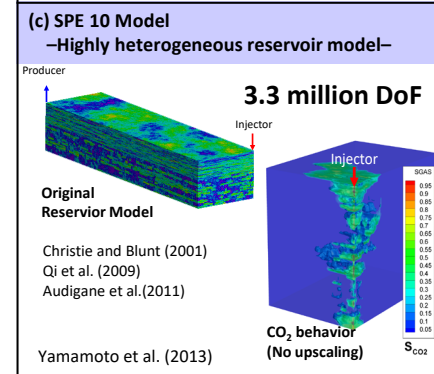 (c) SPE 10 Model
–Highly heterogeneous reservoir model–
Producer
3.3 million DoF
Injector
Original
Reservior Model
Injector
SGAS
0.95
0.9
0.85
0.8
0.75
0.7
0.65
0.6
0.55
0.5
0.45
0.4
0.35
0.3
0.25
0.2
0.15
0.1
0.05
Christie and Blunt (2001)
Qi et al. (2009)
Audigane et al.(2011)
CO₂ behavior
(No upscaling)
S_CO2
Yamamoto et al. (2013)